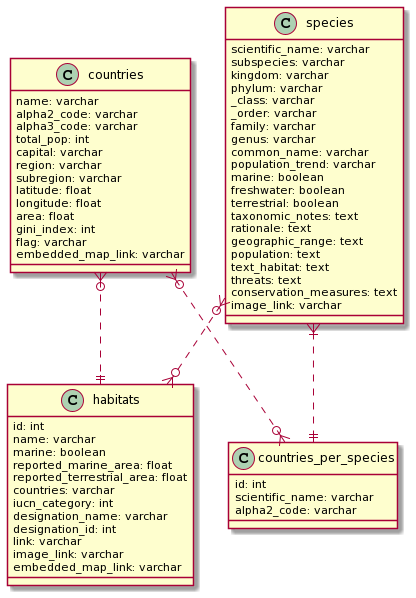 C countries
name: varchar
alpha2_code: varchar
alpha3_code: varchar
total_pop: int
capital: varchar
region: varchar
subregion: varchar
latitude: float
longitude: float
area: float
gini_index: int
flag: varchar
embedded_map_link: varchar
C species
scientific_name: varchar
subspecies: varchar
kingdom: varchar
phylum: varchar
_class: varchar
_order: varchar
family: varchar
genus: varchar
common_name: varchar
population_trend: varchar
marine: boolean
freshwater: boolean
terrestrial: boolean
taxonomic_notes: text
rationale: text
geographic_range: text
population: text
text_habitat: text
threats: text
conservation_measures: text
image_link: varchar
C habitats
id: int
name: varchar
marine: boolean
reported_marine_area: float
reported_terrestrial_area: float
countries: varchar
iucn_category: int
designation_name: varchar
designation_id: int
link: varchar
image_link: varchar
embedded_map_link: varchar
C countries_per_species
id: int
scientific_name: varchar
alpha2_code: varchar